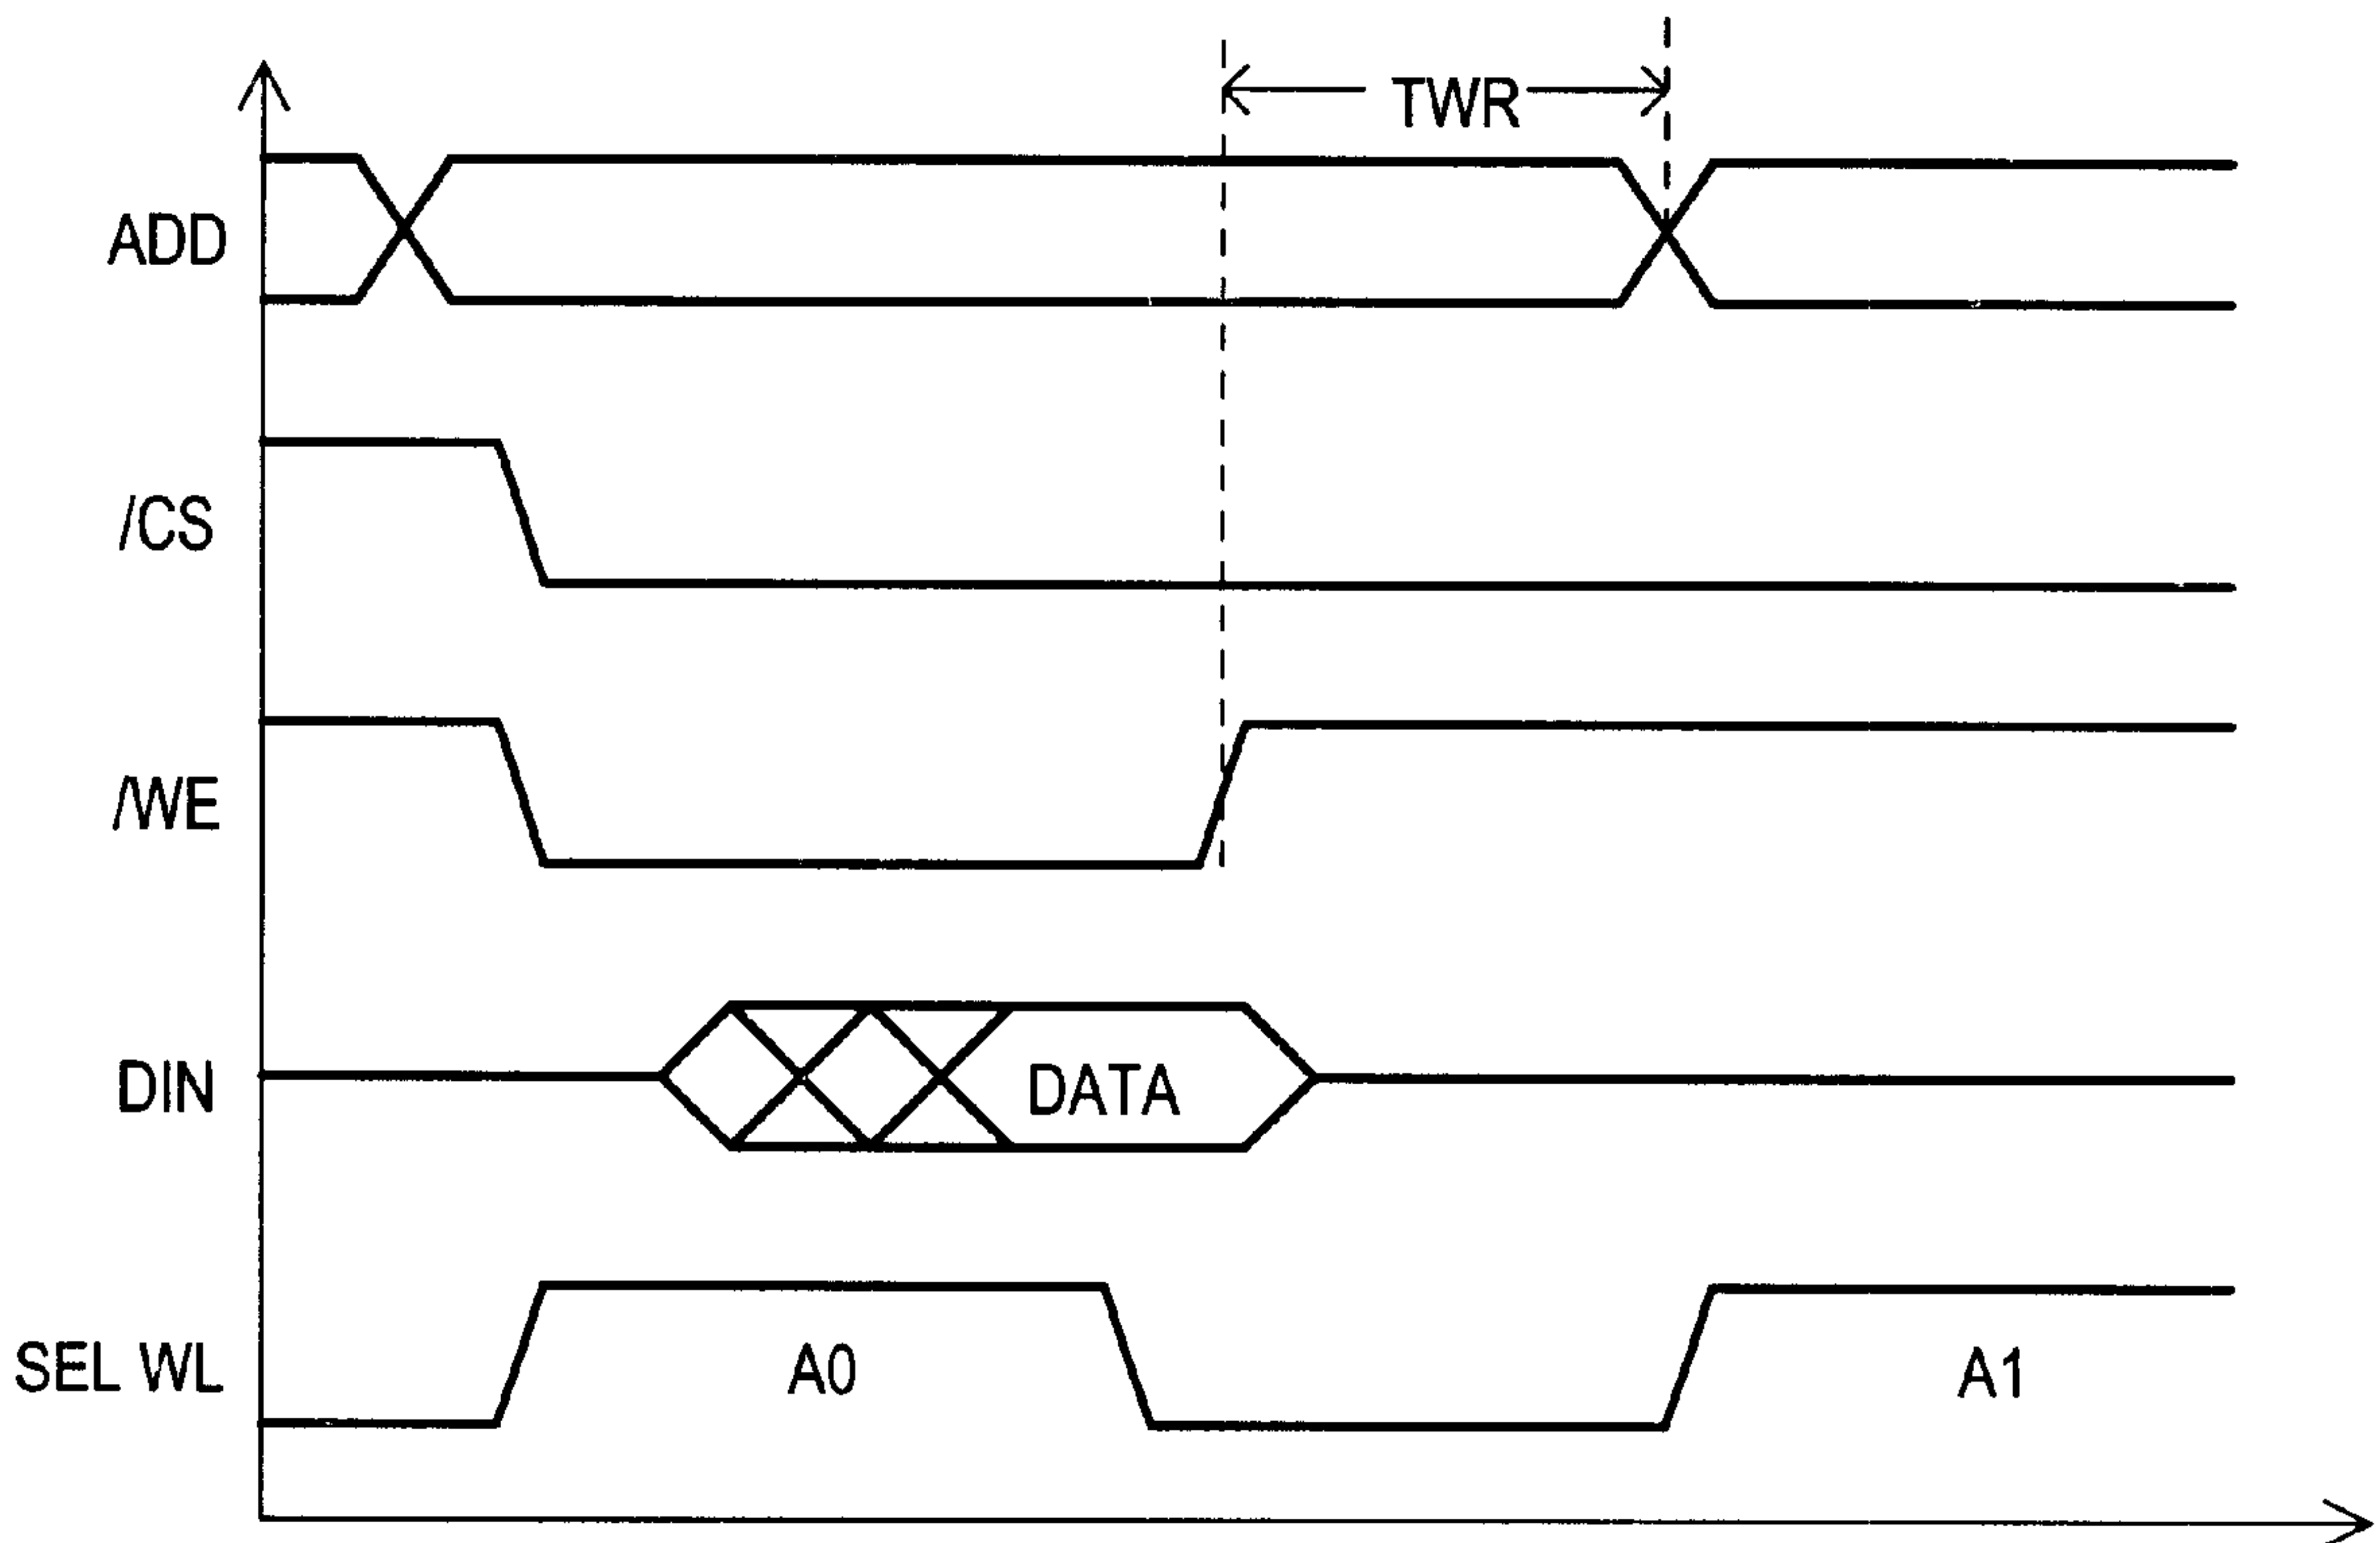 TWR
ADD
/CS
/WE
DIN
DATA
SEL WL
A0
A1